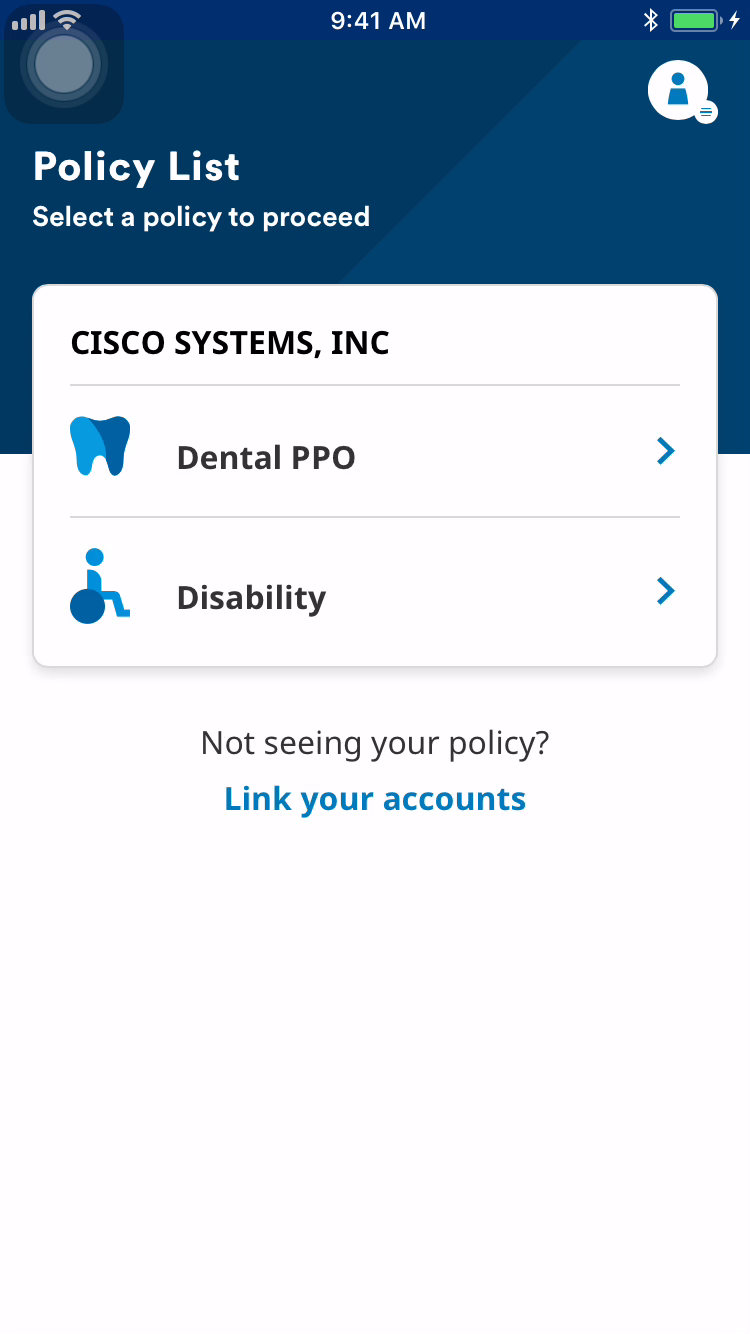 9:41 AM
Policy List
Select a policy to proceed
CISCO SYSTEMS, INC
Dental PPO
Disability
Not seeing your policy?
Link your accounts